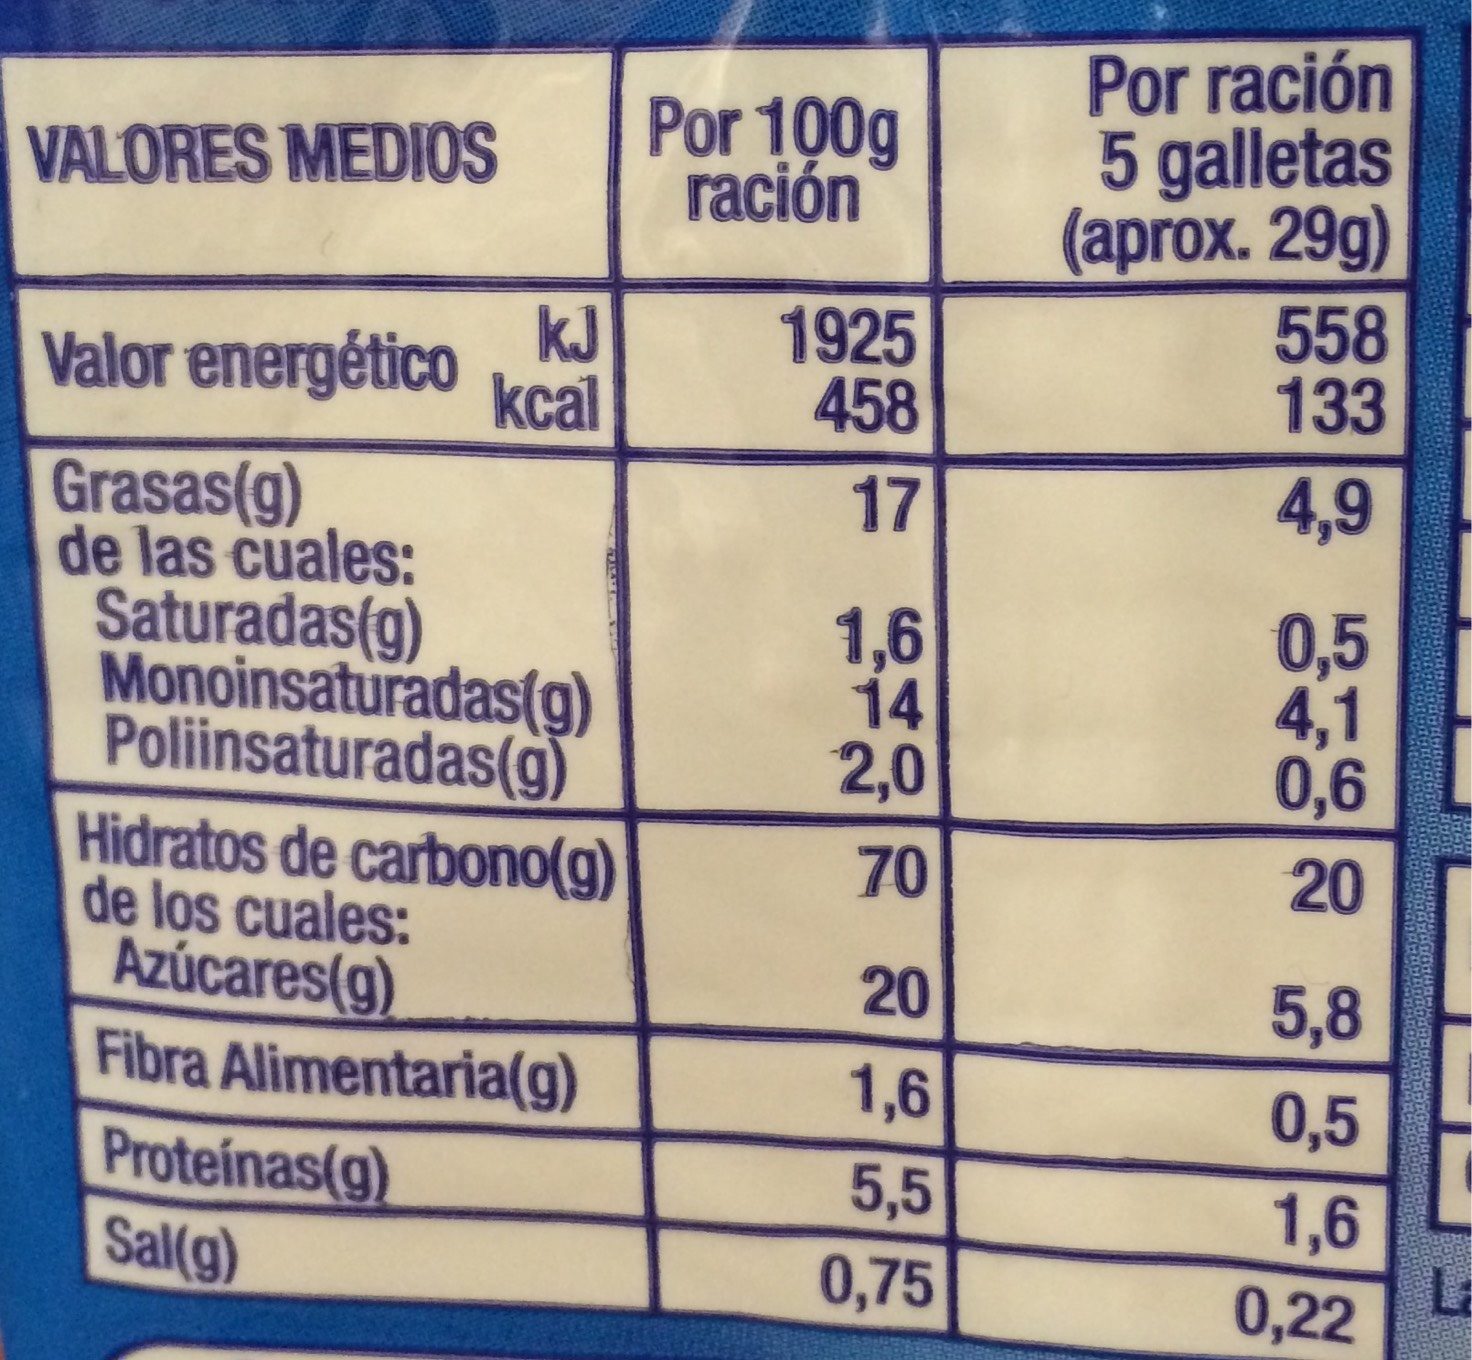 VALORES MEDIOS
Por 100g
ración
Por ración
5 galletas
(aprox. 29g)
Valor energético
kJ 1925 558
kcal 458 133
Grasas(g) 17 4,9
de las cuales:
Saturadas(g) 1,6 0,5
Monoinsaturadas(g) 14 4,1
Poliinsaturadas(g) 2,0 0,6
Hidratos de carbono(g) 70 20
de los cuales:
Azúcares(g) 20 5,8
Fibra Alimentaria(g) 1,6 0,5
Proteínas(g) 5,5 1,6
Sal(g) 0,75 0,22